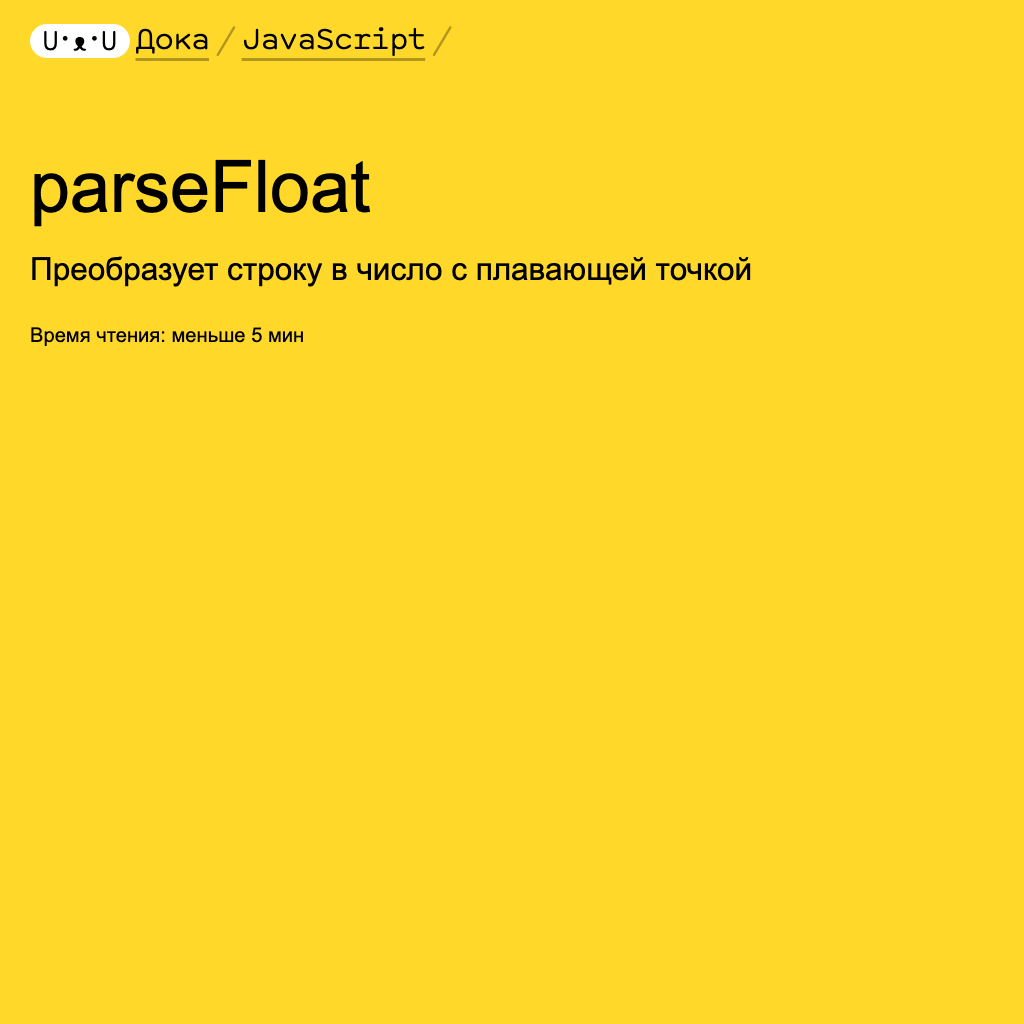 U·ᴥ·U Дока / JavaScript /
parseFloat
Преобразует строку в число с плавающей точкой
Время чтения: меньше 5 мин